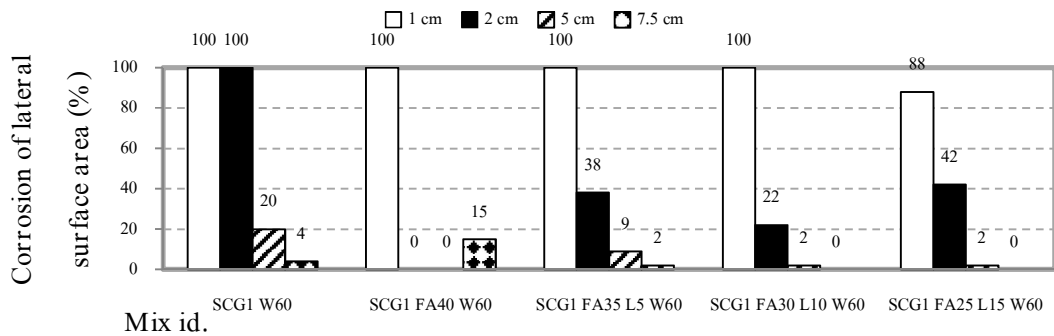 1 cm 2 cm 5 cm 7.5 cm
100 100 100 100 100
Corrosion of lateral
surface area (%)
100
80
60
40
20
0
88
20 4
0 0 15
38 9 2
22 2 0
42 2 0
SCG1 W60 SCG1 FA40 W60 SCG1 FA35 L5 W60 SCG1 FA30 L10 W60 SCG1 FA25 L15 W60
Mix id.